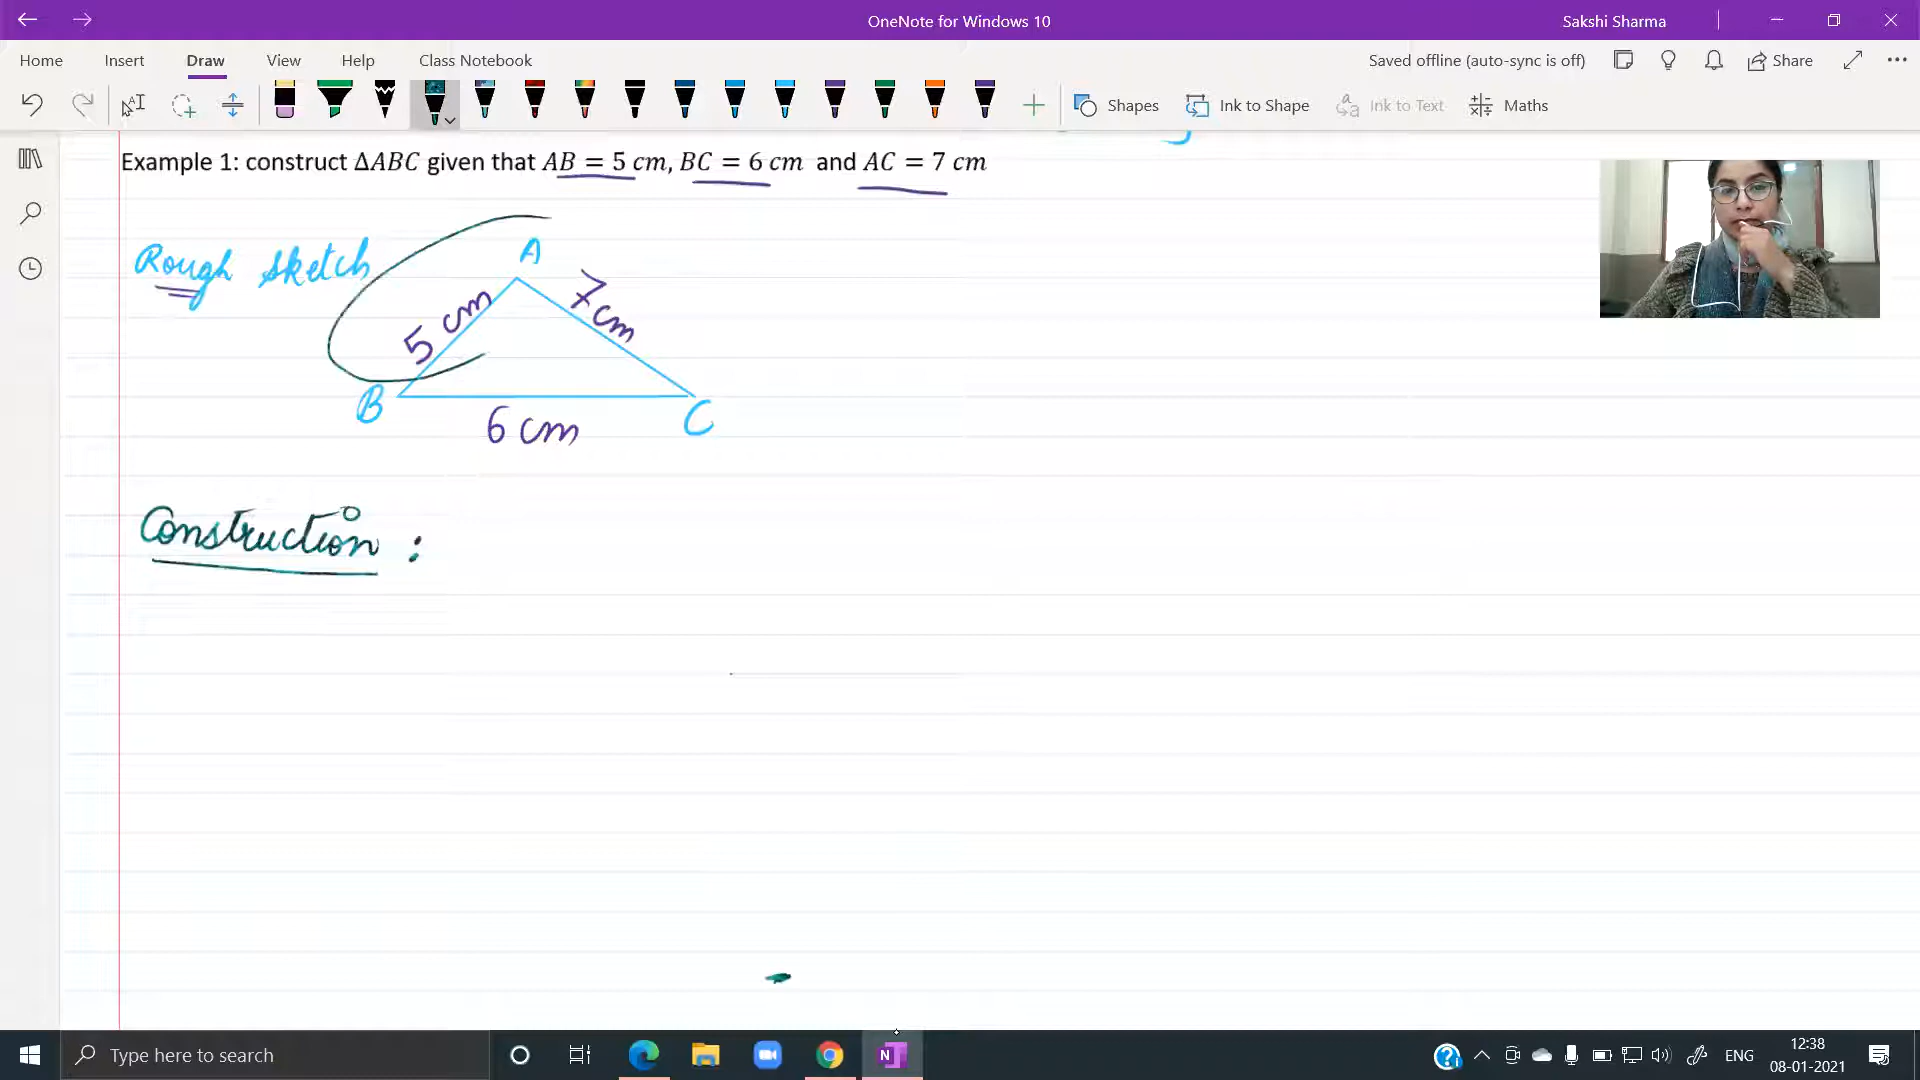 OneNote for Windows 10
Sakshi Sharma
Home Insert Draw View Help Class Notebook
Saved offline (auto-sync is off) Share
Shapes Ink to Shape Ink to Text Maths
Example 1: construct ΔABC given that AB = 5 cm, BC = 6 cm and AC = 7 cm
Rough sketch
A
5 cm
7 cm
B
C
6 cm
Construction :
Type here to search
ENG
12:38
08-01-2021